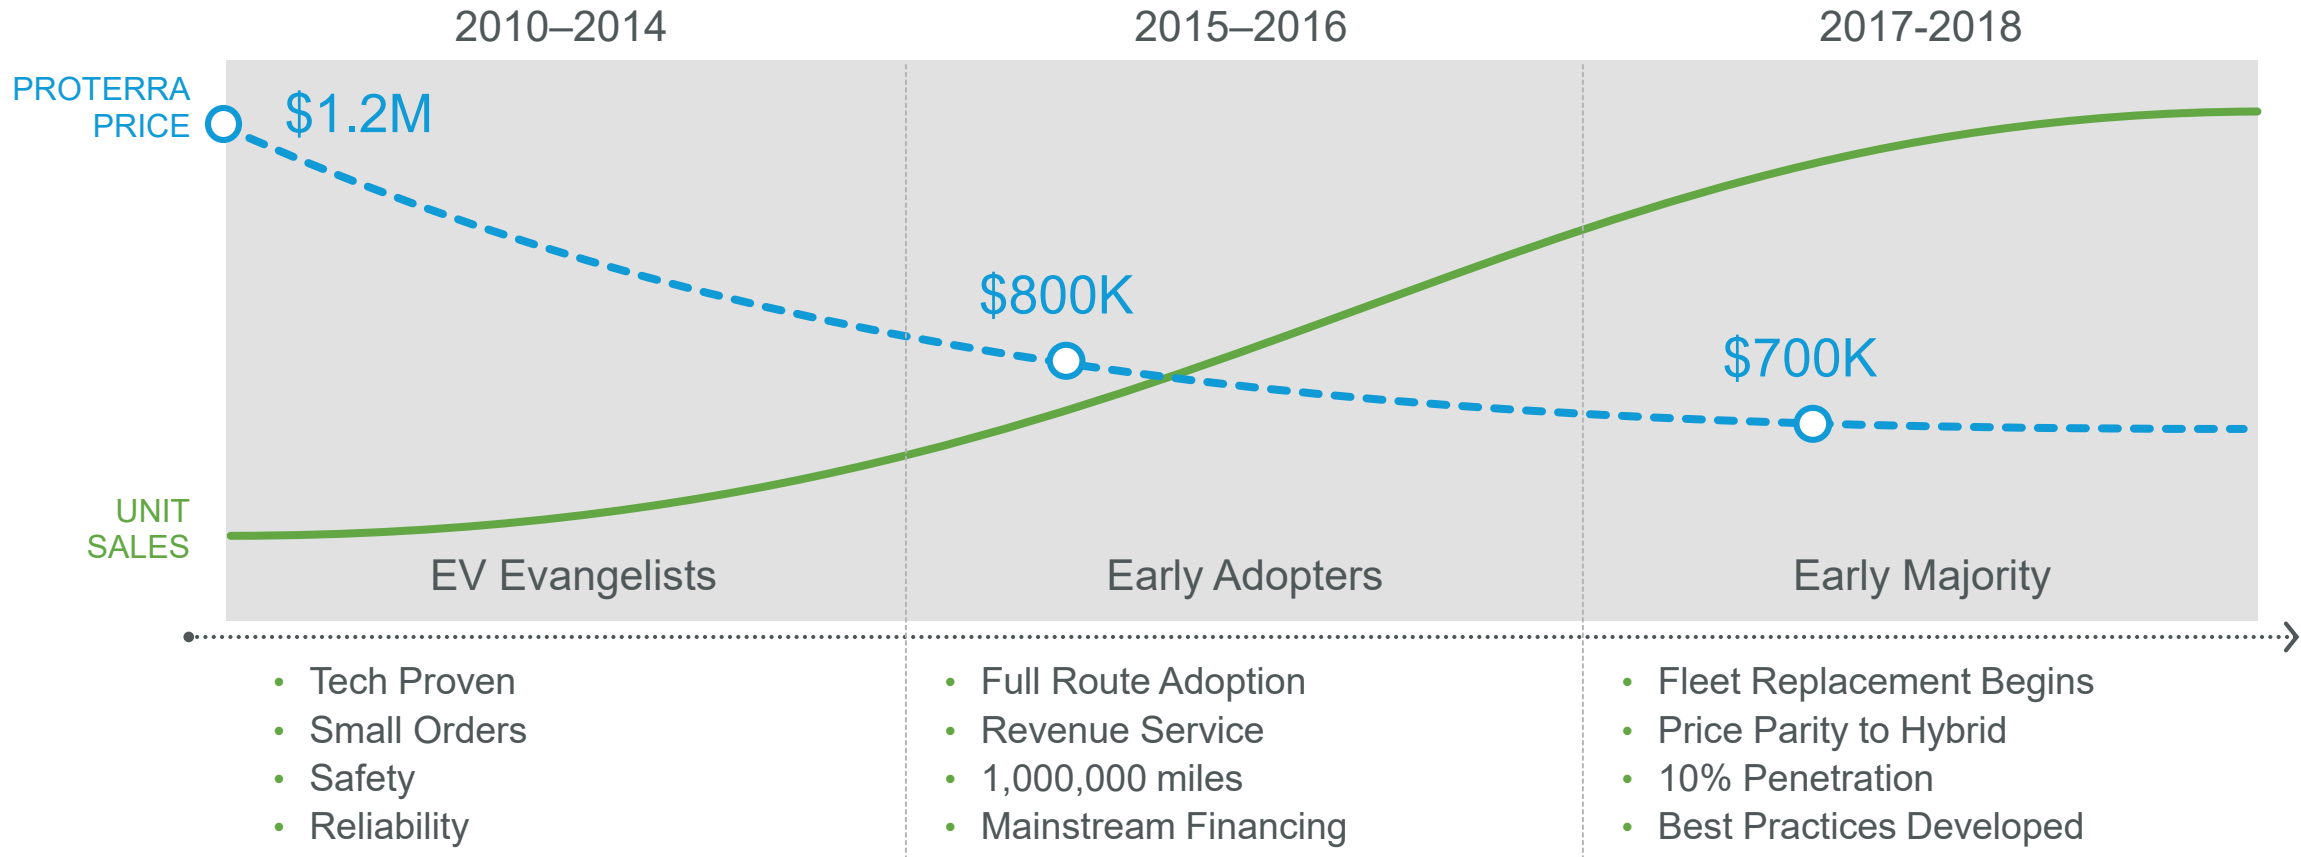 2010–2014
2015–2016
2017-2018
PROTERRA
PRICE
$1.2M
$800K
$700K
UNIT
SALES
EV Evangelists
Early Adopters
Early Majority
• Tech Proven
• Small Orders
• Safety
• Reliability
• Full Route Adoption
• Revenue Service
• 1,000,000 miles
• Mainstream Financing
• Fleet Replacement Begins
• Price Parity to Hybrid
• 10% Penetration
• Best Practices Developed